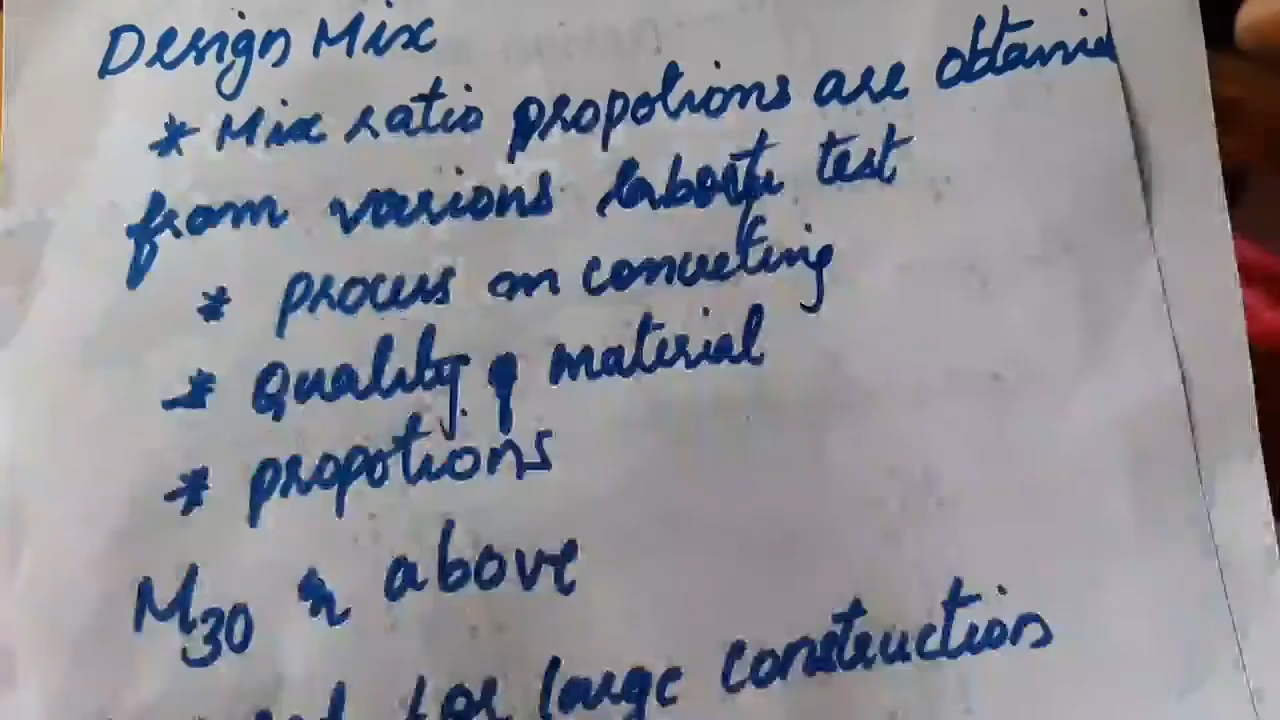 Design Mix
* Mix ratio propotions are obtained
from various test
* process on concreting
* Quality of material
* propotions
M30 & above
for large construction